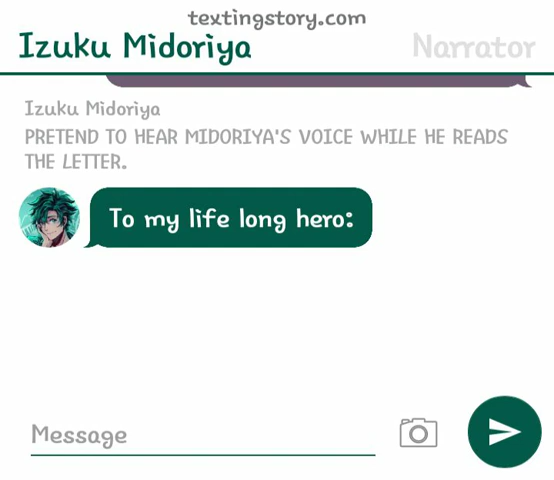 textingstory.com
Izuku Midoriya
Narrator
Izuku Midoriya
PRETEND TO HEAR MIDORIYA'S VOICE WHILE HE READS
THE LETTER.
To my life long hero:
Message